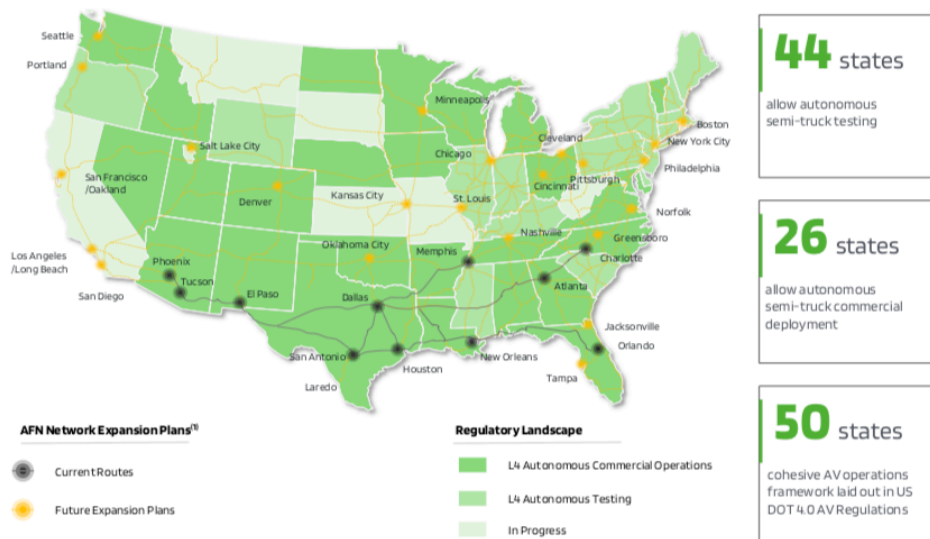 Seattle
Portland
Minneapolis
Boston
Cleveland
New York City
Salt Lake City
Chicago
Philadelphia
San Francisco
/Oakland
Denver
Kansas City
St. Louis
Cincinnati
Pittsburgh
Norfolk
Nashville
Greensboro
Oklahoma City
Memphis
Charlotte
Los Angeles
/Long Beach
Phoenix
Tucson
San Diego
El Paso
Dallas
Atlanta
Jacksonville
Orlando
San Antonio
Houston
New Orleans
Tampa
Laredo
44 states
allow autonomous
semi-truck testing
26 states
allow autonomous
semi-truck commercial
deployment
50 states
cohesive AV operations
framework laid out in US
DOT 4.0 AV Regulations
AFN Network Expansion Plans(1)
Current Routes
Future Expansion Plans
Regulatory Landscape
L4 Autonomous Commercial Operations
L4 Autonomous Testing
In Progress